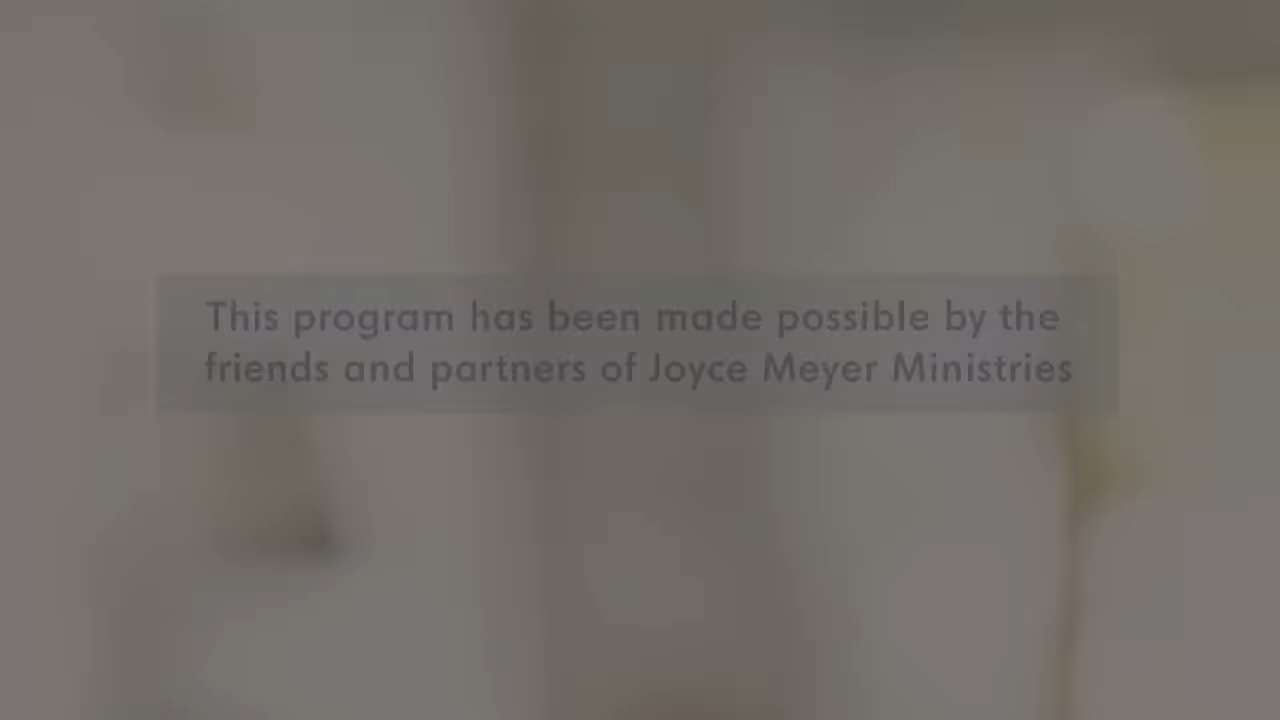 This program has been made possible by the
friends and partners of Joyce Meyer Ministries